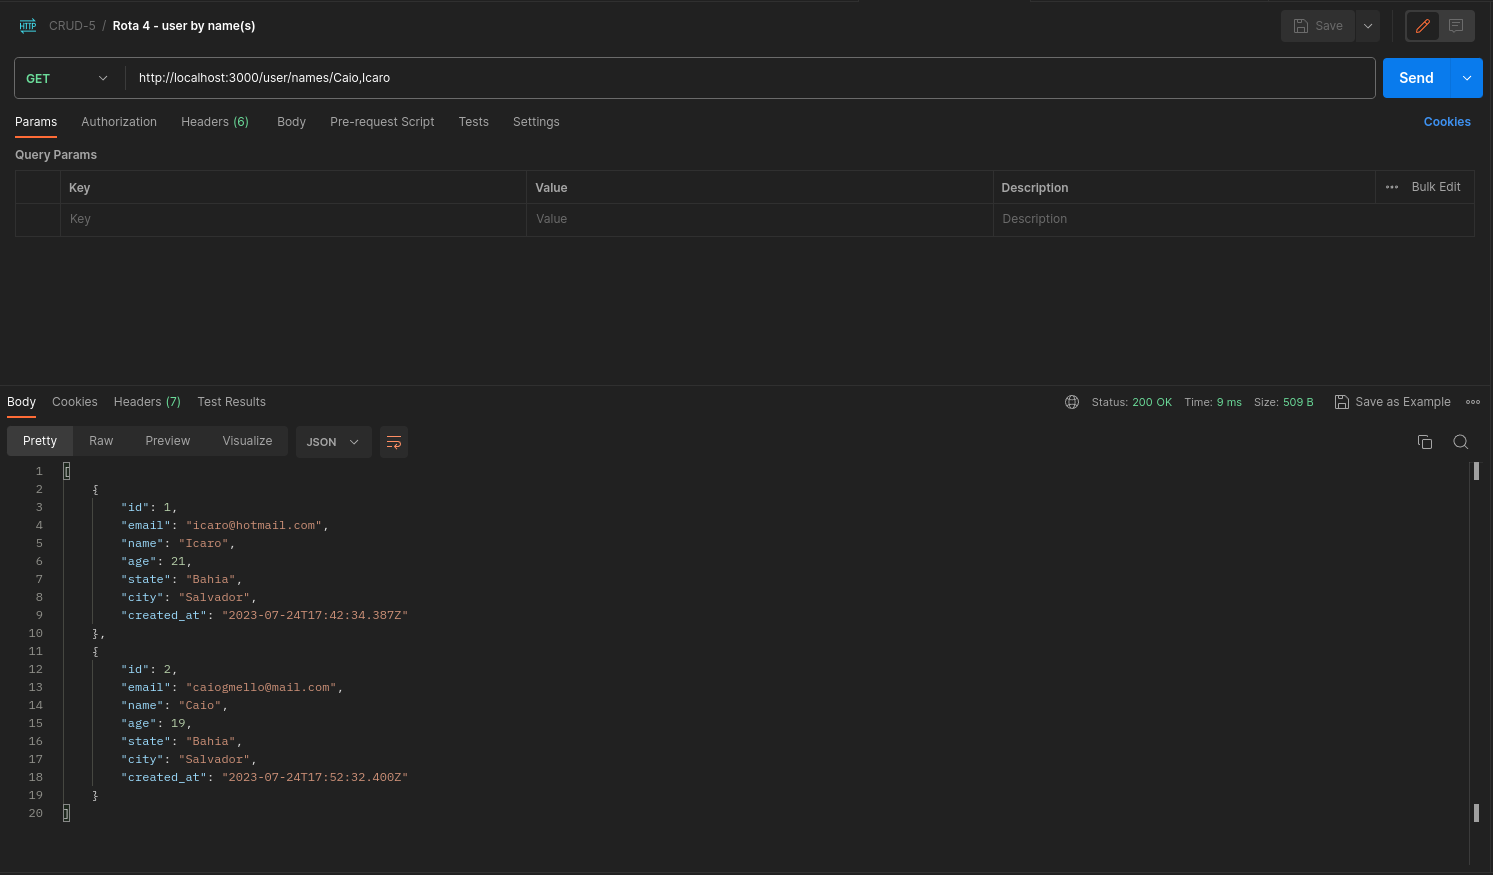 HTTP CRUD-5 / Rota 4 - user by name(s) Save
GET http://localhost:3000/user/names/Caio,Icaro Send
Params Authorization Headers (6) Body Pre-request Script Tests Settings Cookies
Query Params
Key Value Description Bulk Edit
Key Value Description
Body Cookies Headers (7) Test Results Status: 200 OK Time: 9 ms Size: 509 B Save as Example
Pretty Raw Preview Visualize JSON
1 [
2 {
3 "id": 1,
4 "email": "icaro@hotmail.com",
5 "name": "Icaro",
6 "age": 21,
7 "state": "Bahia",
8 "city": "Salvador",
9 "created_at": "2023-07-24T17:42:34.387Z"
10 },
11 {
12 "id": 2,
13 "email": "caiogmello@mail.com",
14 "name": "Caio",
15 "age": 19,
16 "state": "Bahia",
17 "city": "Salvador",
18 "created_at": "2023-07-24T17:52:32.400Z"
19 }
20 ]